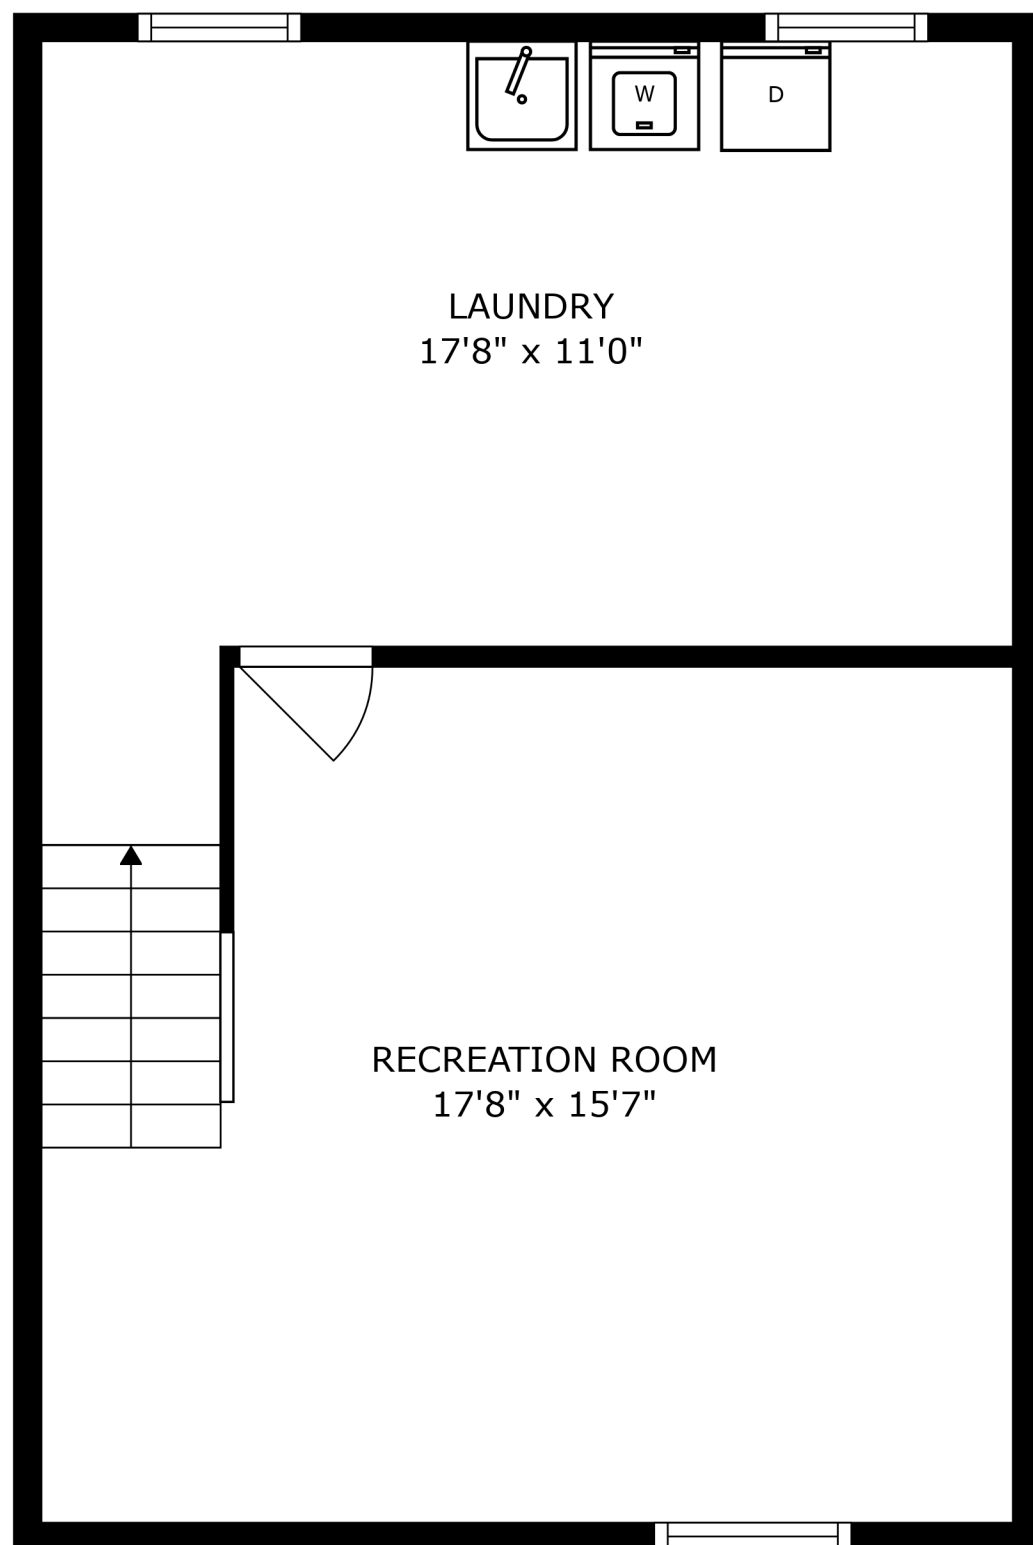 W
D
LAUNDRY
17'8" x 11'0"
RECREATION ROOM
17'8" x 15'7"